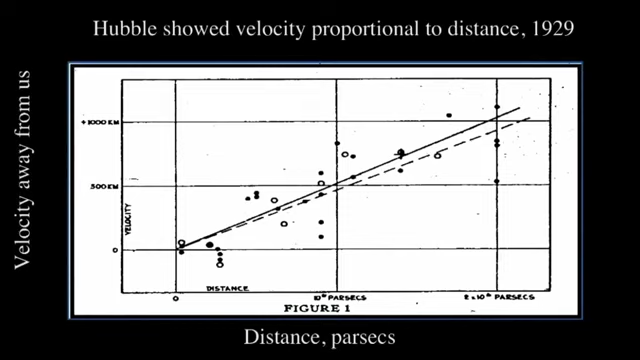 Hubble showed velocity proportional to distance, 1929
Velocity away from us
+1000 KM
500 KM
VELOCITY
0
DISTANCE
0
10⁶ PARSECS
2 x 10⁶ PARSECS
FIGURE 1
Distance, parsecs